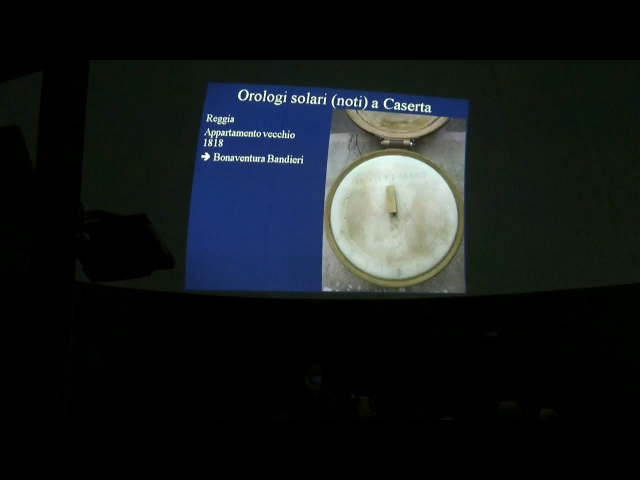 Orologi solari (noti) a Caserta
Reggia
Appartamento vecchio
1818
➔ Bonaventura Bandieri